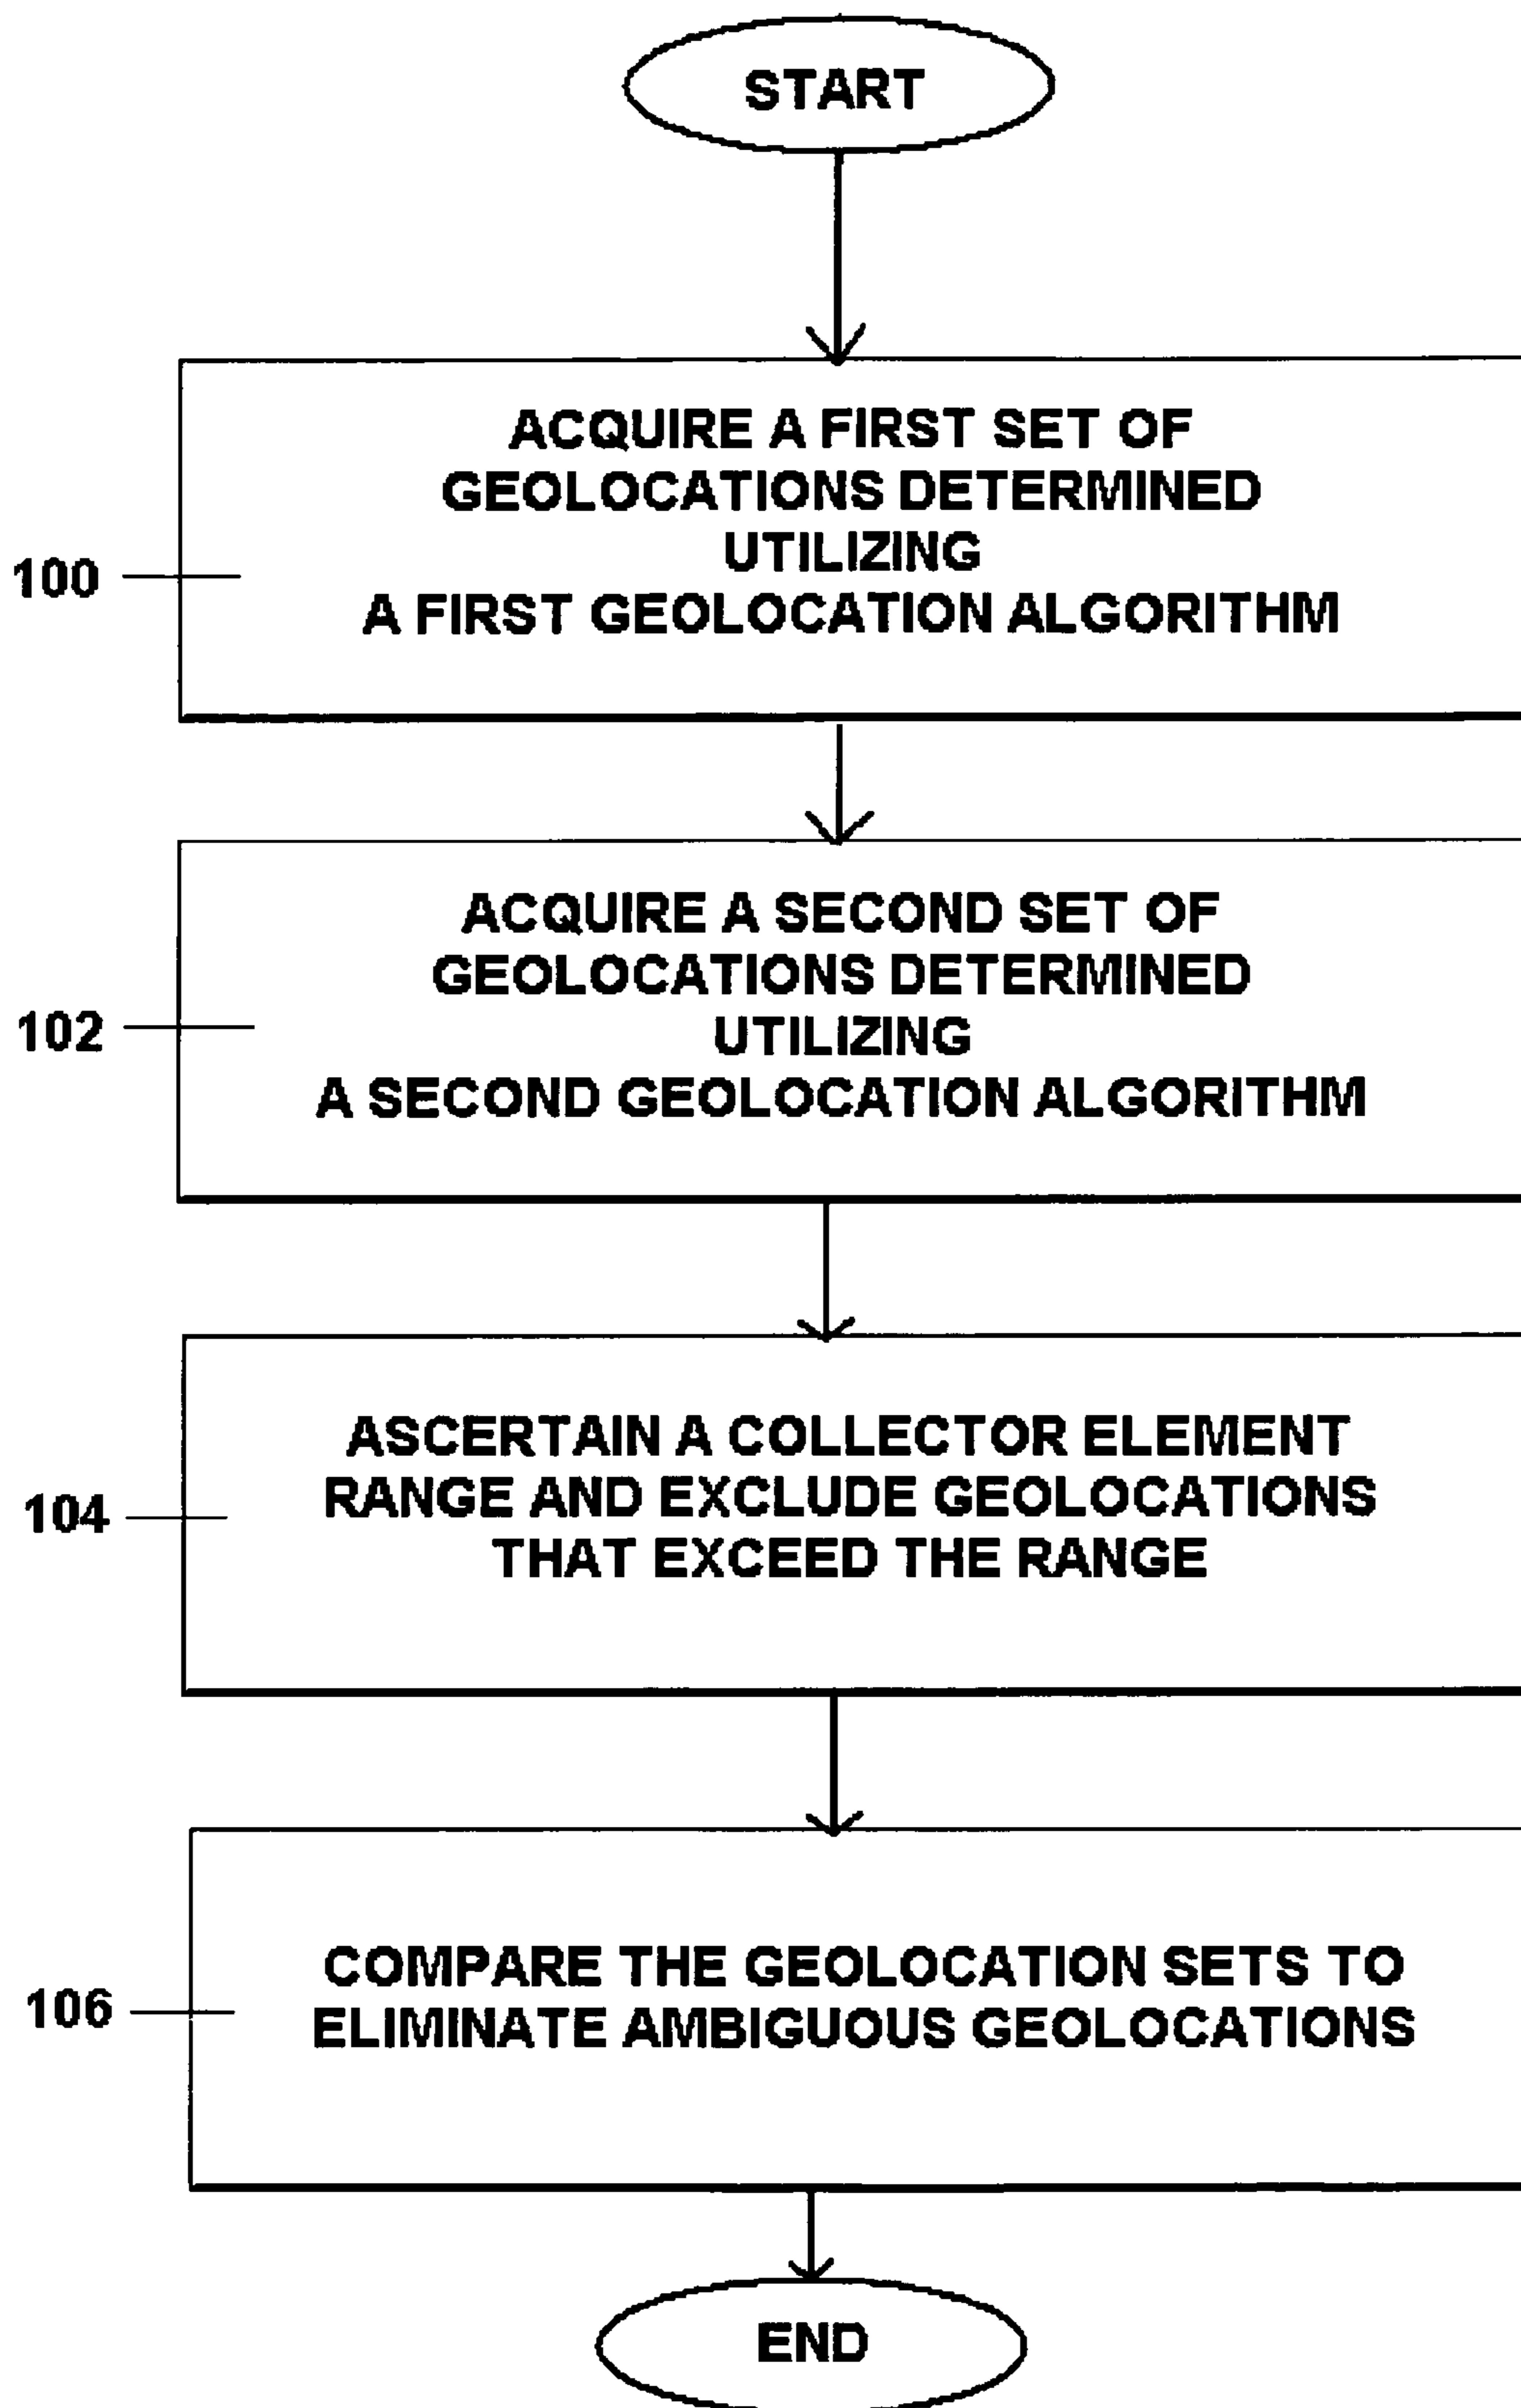 START
ACQUIRE A FIRST SET OF
GEOLOCATIONS DETERMINED
UTILIZING
A FIRST GEOLOCATION ALGORITHM
100
ACQUIRE A SECOND SET OF
GEOLOCATIONS DETERMINED
UTILIZING
A SECOND GEOLOCATION ALGORITHM
102
ASCERTAIN A COLLECTOR ELEMENT
RANGE AND EXCLUDE GEOLOCATIONS
THAT EXCEED THE RANGE
104
COMPARE THE GEOLOCATION SETS TO
ELIMINATE AMBIGUOUS GEOLOCATIONS
106
END